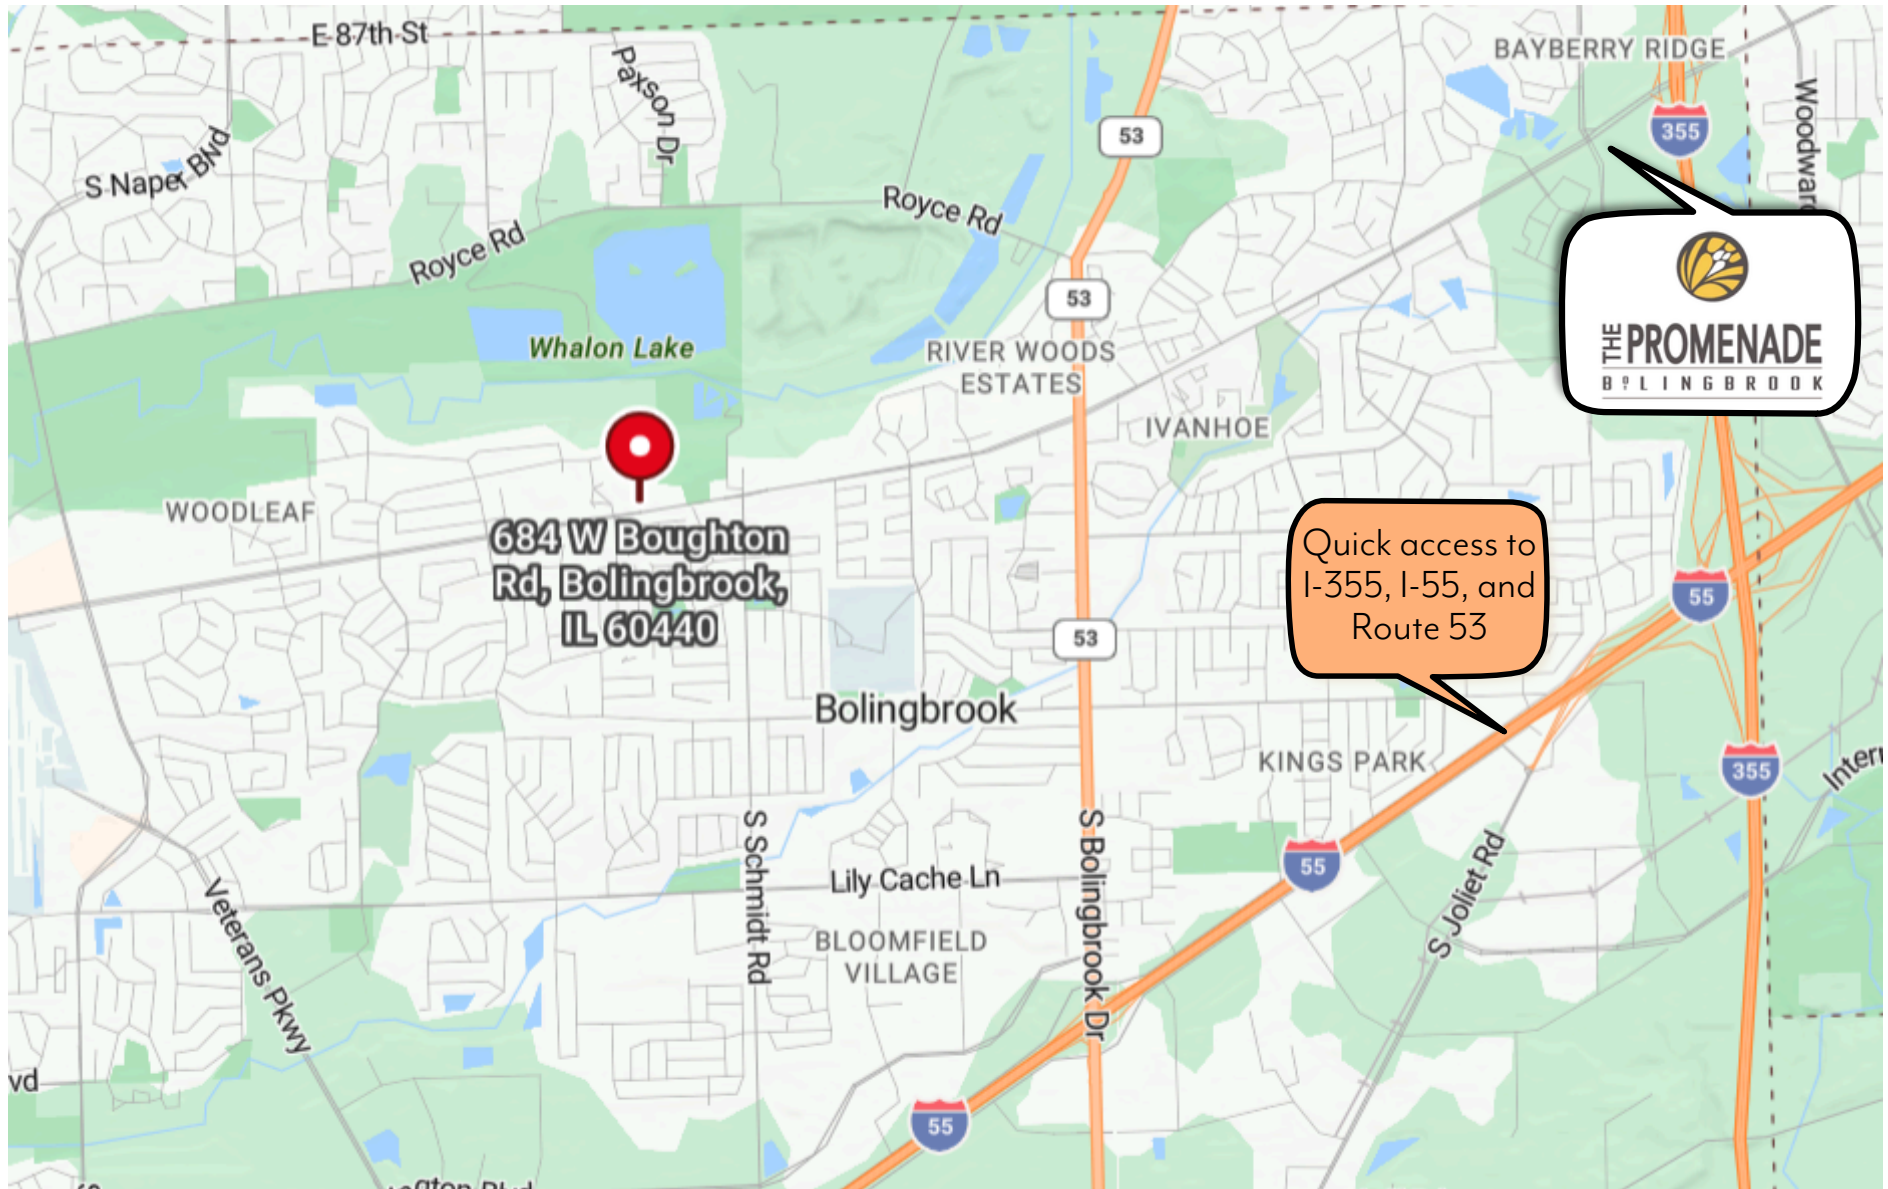 E 87th St
Paxson Dr
BAYBERRY RIDGE
355
Woodward
53
S Naper Blvd
Royce Rd
Royce Rd
53
THE PROMENADE
BOLINGBROOK
Whalon Lake
RIVER WOODS
ESTATES
IVANHOE
WOODLEAF
684 W Boughton
Rd, Bolingbrook,
IL 60440
Quick access to
I-355, I-55, and
Route 53
55
53
Bolingbrook
KINGS PARK
355
Intern
S Schmidt Rd
S Bolingbrook Dr
55
S Joliet Rd
Lily Cache Ln
Veterans Pkwy
BLOOMFIELD
VILLAGE
vd
55